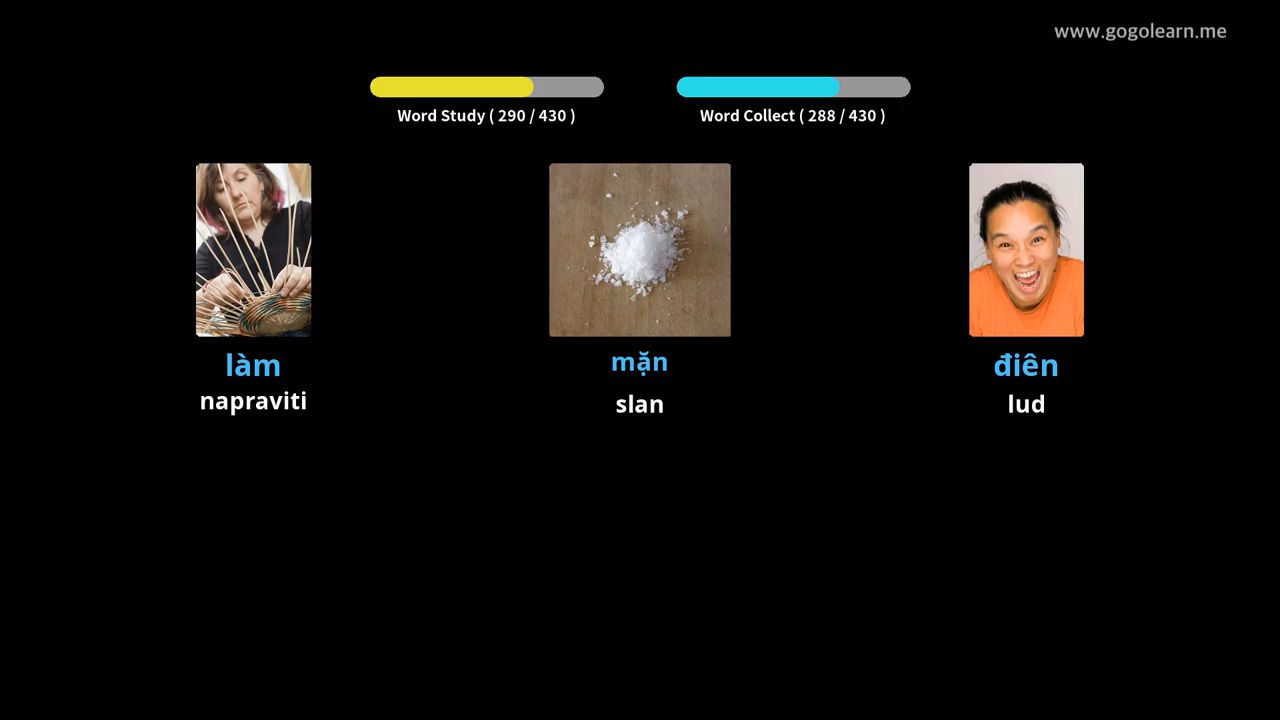 www.gogolearn.me
Word Study ( 290 / 430 )
Word Collect ( 288 / 430 )
làm
napraviti
mặn
slan
điên
lud